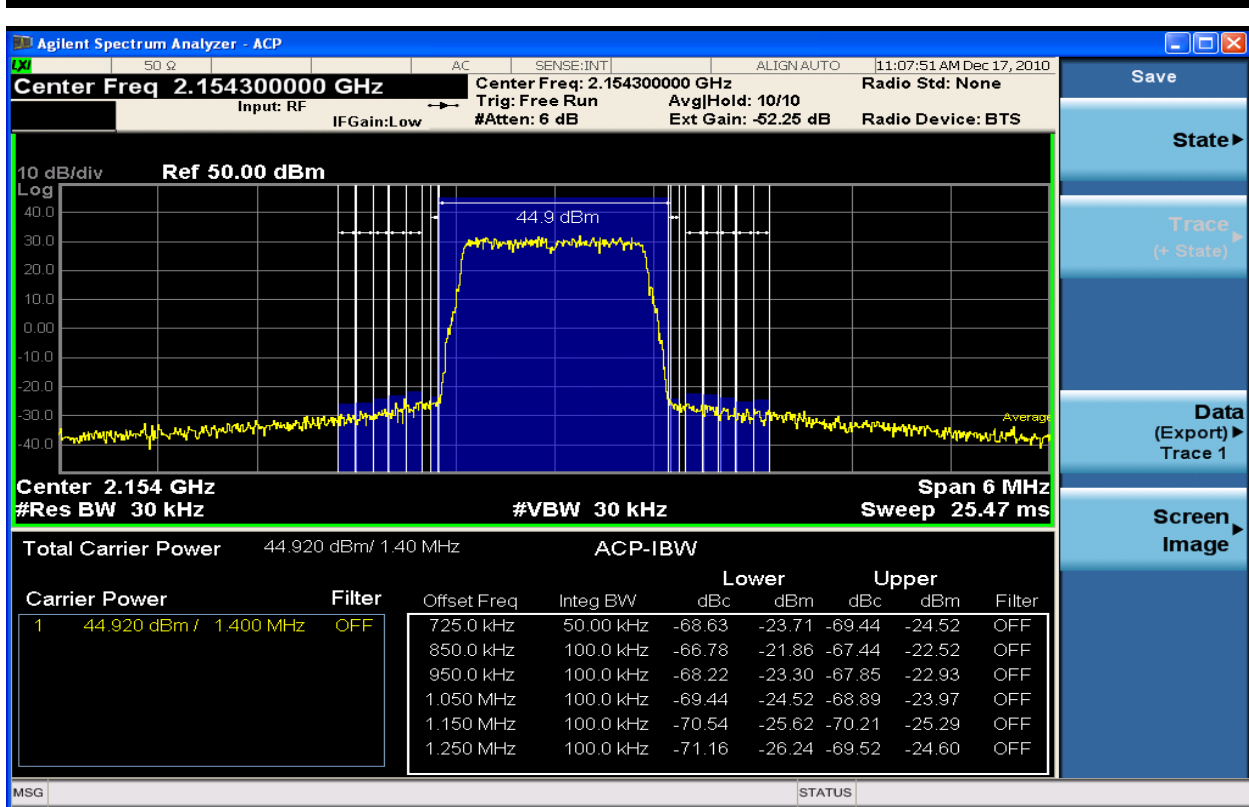 Agilent Spectrum Analyzer - ACP
LXI 50 Ω AC SENSE:INT ALIGN AUTO 11:07:51 AM Dec 17, 2010
Center Freq 2.154300000 GHz
Input: RF
IFGain:Low
Center Freq: 2.154300000 GHz
Trig: Free Run Avg|Hold: 10/10
#Atten: 6 dB Ext Gain: -52.25 dB
Radio Std: None
Radio Device: BTS
10 dB/div Ref 50.00 dBm
Log
40.0
30.0
20.0
10.0
0.00
-10.0
-20.0
-30.0
-40.0
44.9 dBm
Average
Center 2.154 GHz Span 6 MHz
#Res BW 30 kHz #VBW 30 kHz Sweep 25.47 ms
Total Carrier Power 44.920 dBm/ 1.40 MHz ACP-IBW
Carrier Power Filter
1 44.920 dBm / 1.400 MHz OFF
Lower Upper
Offset Freq Integ BW dBc dBm dBc dBm Filter
725.0 kHz 50.00 kHz -68.63 -23.71 -69.44 -24.52 OFF
850.0 kHz 100.0 kHz -66.78 -21.86 -67.44 -22.52 OFF
950.0 kHz 100.0 kHz -68.22 -23.30 -67.85 -22.93 OFF
1.050 MHz 100.0 kHz -69.44 -24.52 -68.89 -23.97 OFF
1.150 MHz 100.0 kHz -70.54 -25.62 -70.21 -25.29 OFF
1.250 MHz 100.0 kHz -71.16 -26.24 -69.52 -24.60 OFF
MSG STATUS
Save
State
Trace
(+ State)
Data
(Export)
Trace 1
Screen
Image